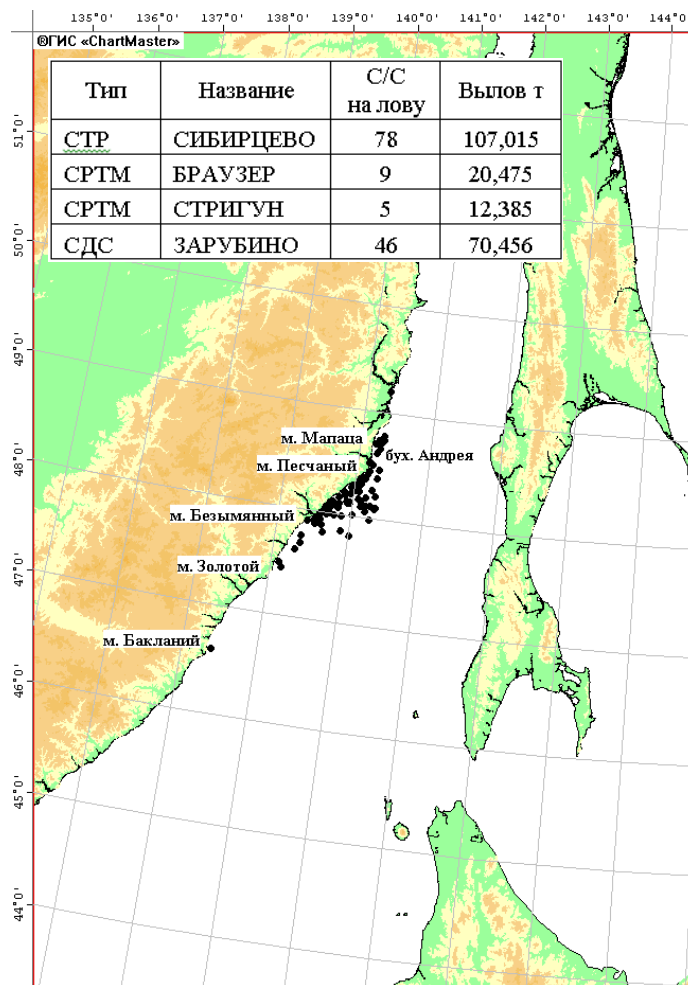 135°0' 136°0' 137°0' 138°0' 139°0' 140°0' 141°0' 142°0' 143°0' 144°0'
©ГИС «ChartMaster»
Тип Название С/С на лову Вылов т
СТР СИБИРЦЕВО 78 107,015
СРТМ БРАУЗЕР 9 20,475
СРТМ СТРИГУН 5 12,385
СДС ЗАРУБИНО 46 70,456
51°0'
50°0'
49°0'
48°0'
47°0'
46°0'
45°0'
44°0'
м. Мапаца
бух. Андрея
м. Песчаный
м. Безымянный
м. Золотой
м. Бакланий